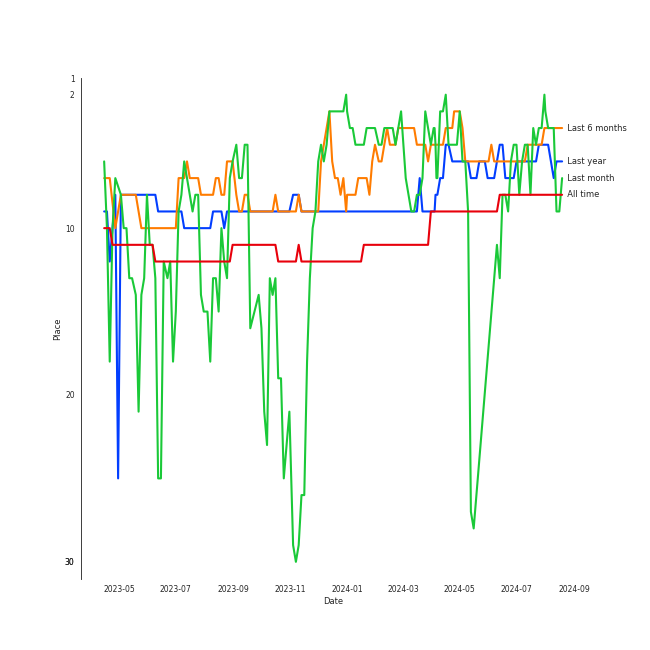 1
2
10
20
30
Place
Last 6 months
Last year
Last month
All time
2023-05
2023-07
2023-09
2023-11
2024-01
2024-03
2024-05
2024-07
2024-09
Date